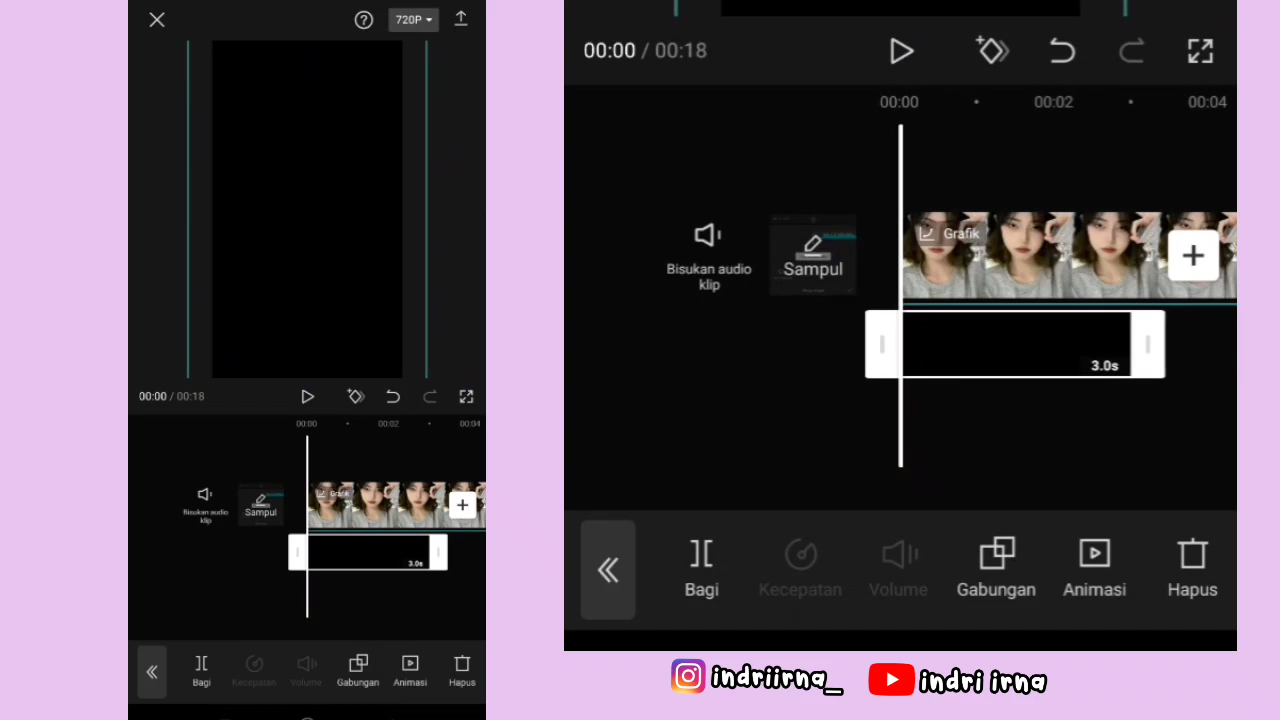 720P
00:00 / 00:18
00:00
00:02
00:04
Grafik
Bisukan audio
klip
Sampul
3.0s
Bagi
Kecepatan
Volume
Gabungan
Animasi
Hapus
00:00 / 00:18
00:00
00:02
00:04
Grafik
Bisukan audio
klip
Sampul
3.0s
Bagi
Kecepatan
Volume
Gabungan
Animasi
Hapus
indriirna_
indri irna